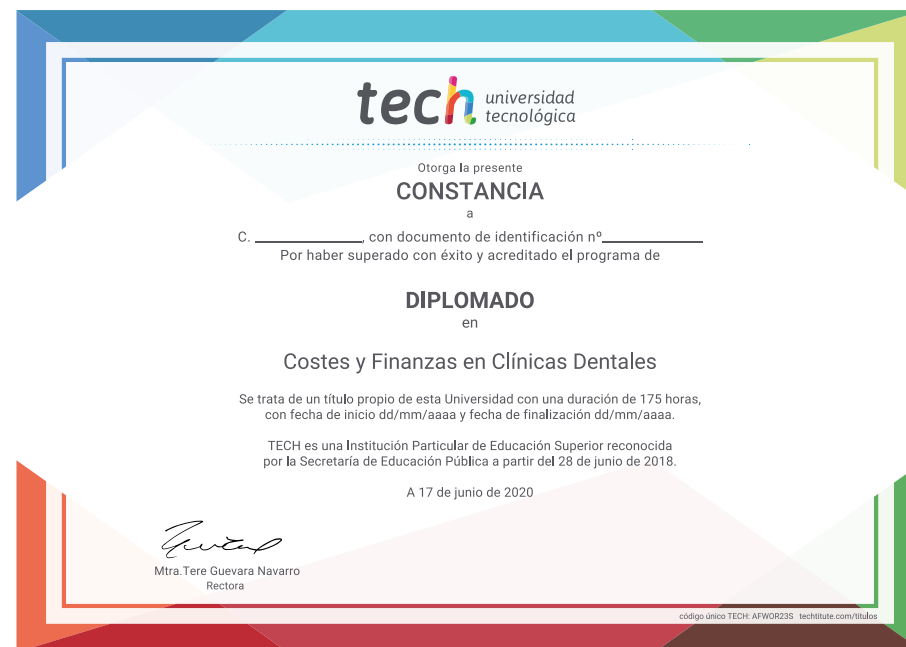 tech universidad
tecnológica
Otorga la presente
CONSTANCIA
a
C. ____________, con documento de identificación nº____________
Por haber superado con éxito y acreditado el programa de
DIPLOMADO
en
Costes y Finanzas en Clínicas Dentales
Se trata de un título propio de esta Universidad con una duración de 175 horas,
con fecha de inicio dd/mm/aaaa y fecha de finalización dd/mm/aaaa.
TECH es una Institución Particular de Educación Superior reconocida
por la Secretaría de Educación Pública a partir del 28 de junio de 2018.
A 17 de junio de 2020
Mtra.Tere Guevara Navarro
Rectora
código único TECH: AFWOR23S techtitute.com/titulos